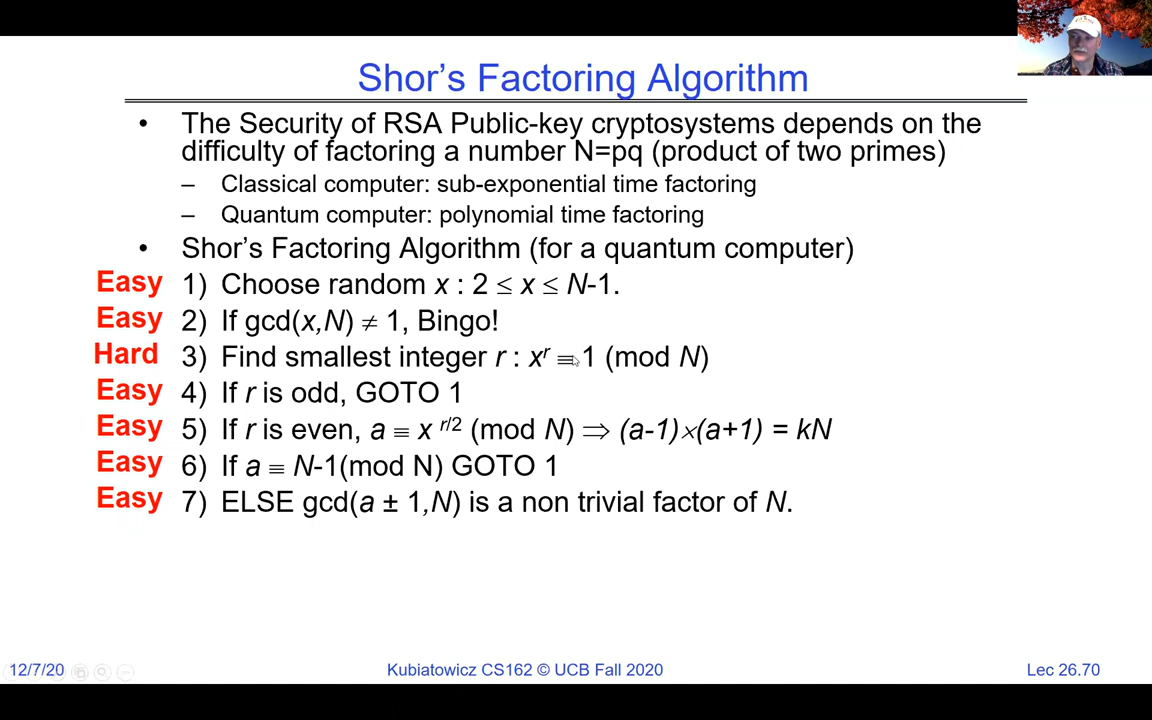 Shor's Factoring Algorithm
• The Security of RSA Public-key cryptosystems depends on the
difficulty of factoring a number N=pq (product of two primes)
– Classical computer: sub-exponential time factoring
– Quantum computer: polynomial time factoring
• Shor's Factoring Algorithm (for a quantum computer)
Easy 1) Choose random x : 2 ≤ x ≤ N-1.
Easy 2) If gcd(x,N) ≠ 1, Bingo!
Hard 3) Find smallest integer r : xʳ ≡ 1 (mod N)
Easy 4) If r is odd, GOTO 1
Easy 5) If r is even, a ≡ x ʳ/² (mod N) ⇒ (a-1)×(a+1) = kN
Easy 6) If a ≡ N-1(mod N) GOTO 1
Easy 7) ELSE gcd(a ± 1,N) is a non trivial factor of N.
12/7/20 Kubiatowicz CS162 © UCB Fall 2020 Lec 26.70